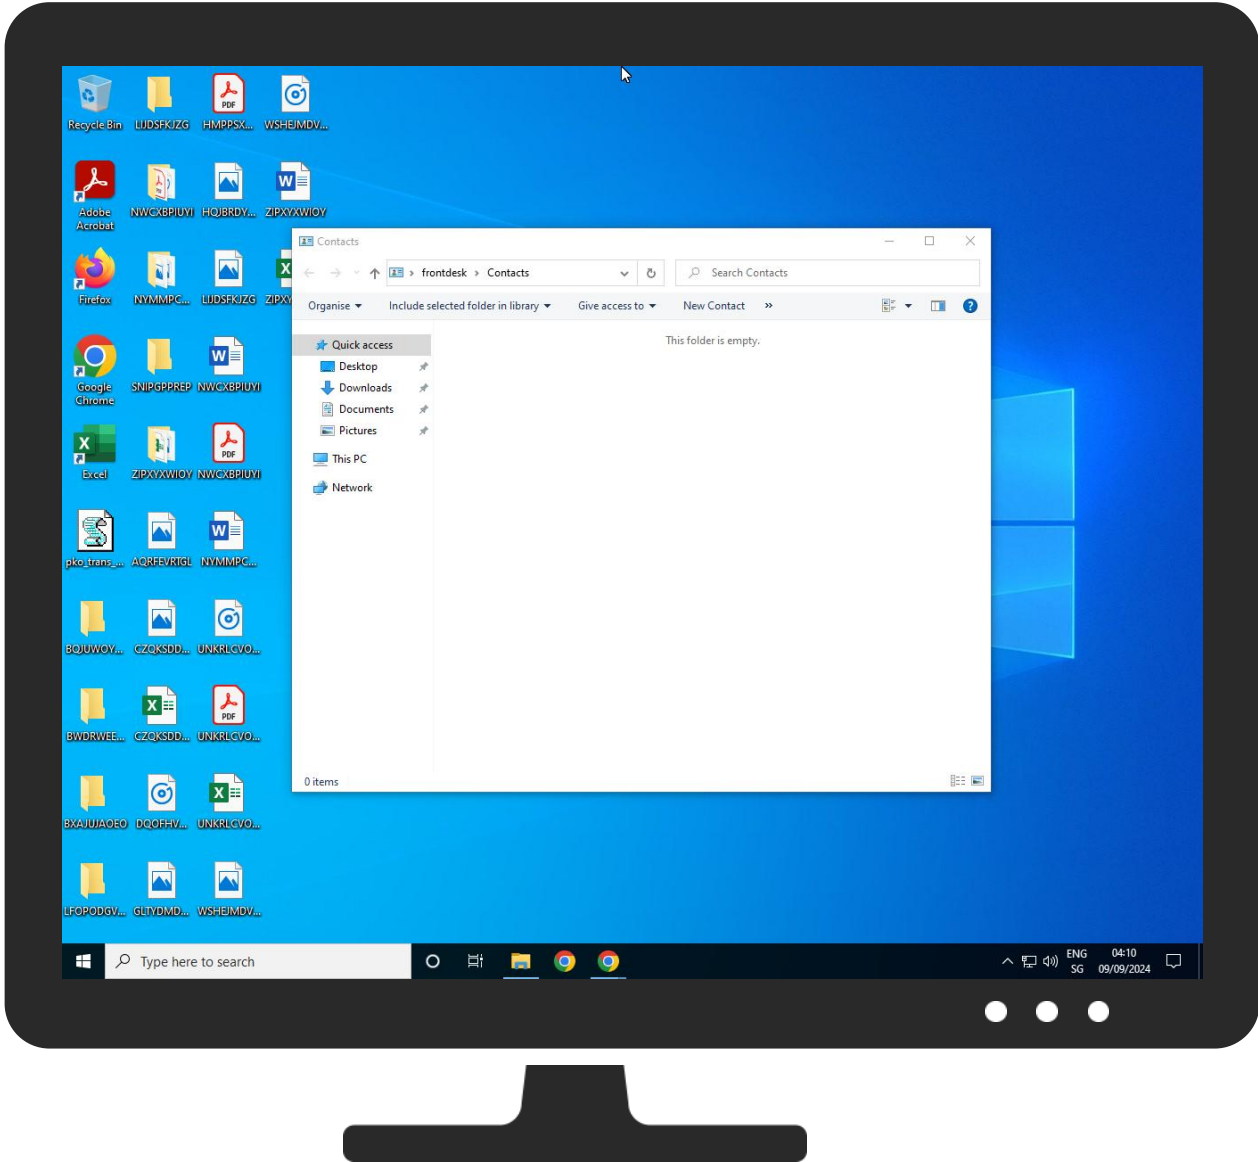 Recycle Bin
LIJDSFKJZG
HMPPSX...
WSHEJMDV...
Adobe
Acrobat
NWCXBPIUYI
HQJBRDY...
ZIPXYXWIOY
Firefox
NYMMPC...
LIJDSFKJZG
ZIPXY
Google
Chrome
SNIPGPPREP
NWCXBPIUYI
Excel
ZIPXYXWIOY
NWCXBPIUYI
pko_trans_...
AQRFEVRTGL
NYMMPC...
BQJUWOY...
CZQKSDD...
UNKRLCVO...
BWDRWEE...
CZQKSDD...
UNKRLCVO...
BXAJUJAOEO
DQOFHV...
UNKRLCVO...
LFOPODGV...
GLTYDMD...
WSHEJMDV...
PDF
PDF
PDF
Contacts
frontdesk > Contacts
Search Contacts
Organise
Include selected folder in library
Give access to
New Contact
»
Quick access
Desktop
Downloads
Documents
Pictures
This PC
Network
This folder is empty.
0 items
Type here to search
ENG
SG
04:10
09/09/2024